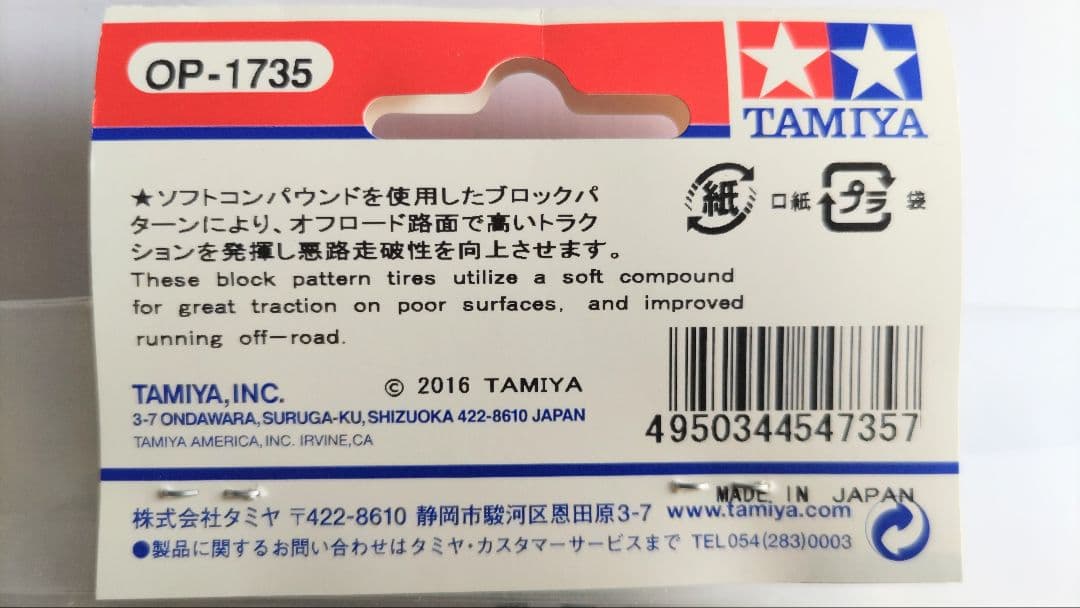 OP-1735
TAMIYA
★ソフトコンパウンドを使用したブロックパ
ターンにより、オフロード路面で高いトラク
ションを発揮し悪路走破性を向上させます。
紙 口紙 プラ 袋
These block pattern tires utilize a soft compound
for great traction on poor surfaces, and improved
running off-road.
TAMIYA, INC. © 2016 TAMIYA
3-7 ONDAWARA, SURUGA-KU, SHIZUOKA 422-8610 JAPAN
TAMIYA AMERICA, INC. IRVINE, CA
4950344547357
MADE IN JAPAN
株式会社タミヤ 〒422-8610 静岡市駿河区恩田原3-7 www.tamiya.com
●製品に関するお問い合わせはタミヤ・カスタマーサービスまで TEL 054(283)0003